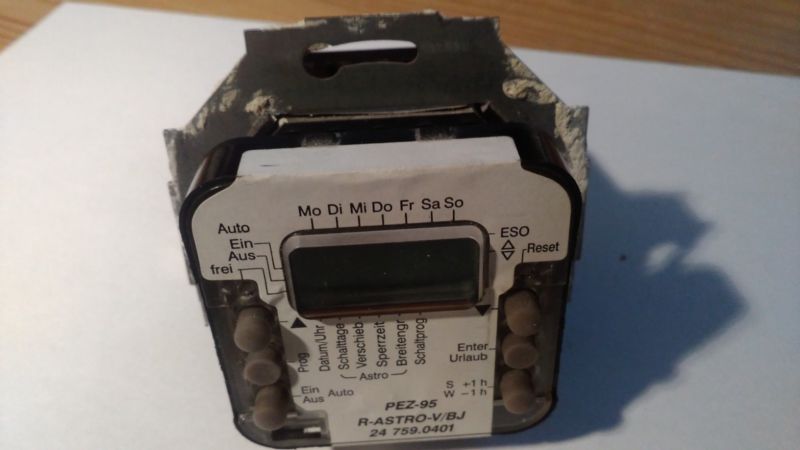 Mo Di Mi Do Fr Sa So
Auto
Ein
Aus
frei
ESO
Reset
Prog
Datum/Uhr
Schalttage
Verschieb
Sperrzeit
Breitengr
Schaltprog
Astro
Enter
Urlaub
Ein
Aus Auto
S +1 h
W −1 h
PEZ-95
R-ASTRO-V/BJ
24 759.0401